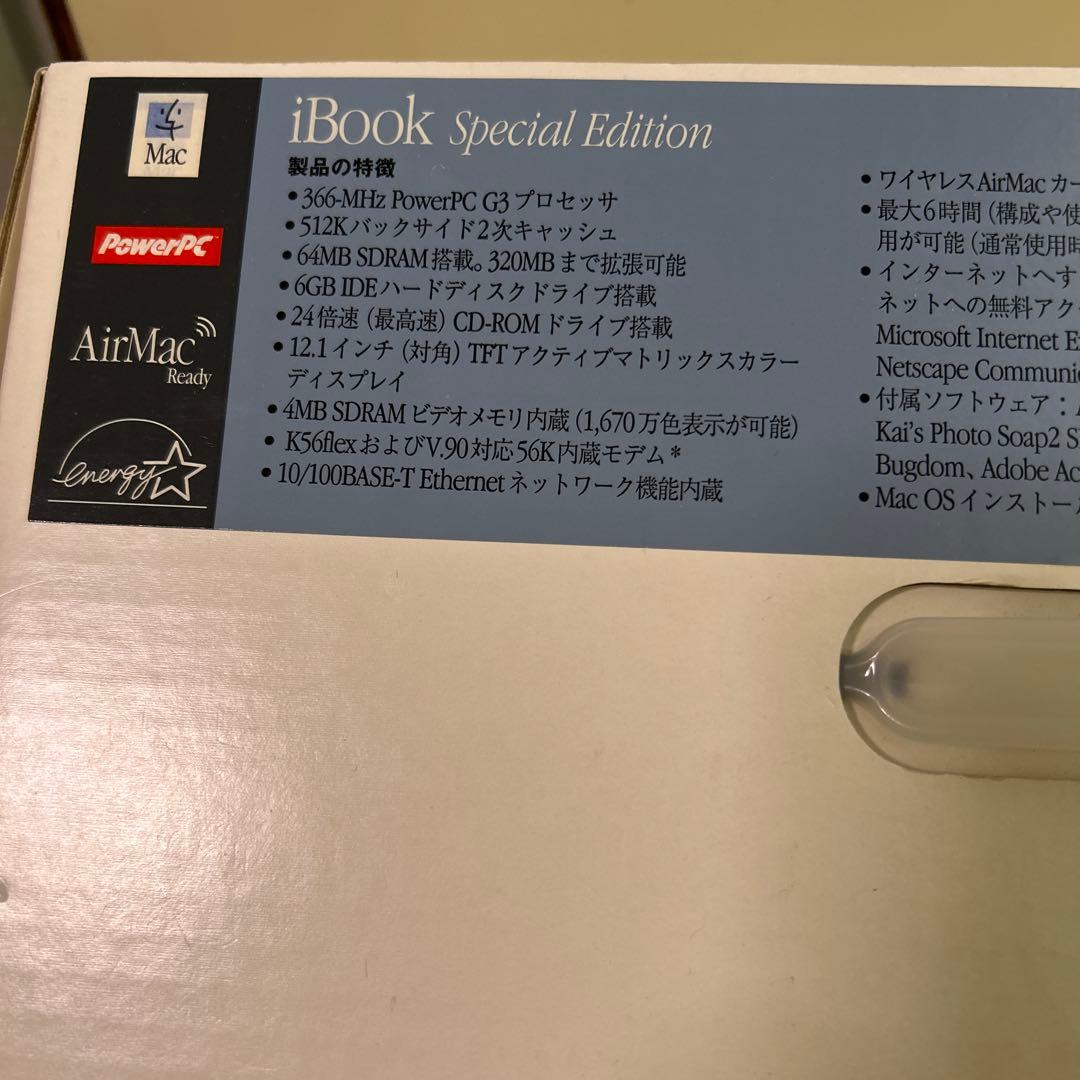 Mac
PowerPC™
AirMac
Ready
energy
iBook Special Edition
製品の特徴
•366-MHz PowerPC G3 プロセッサ
•512Kバックサイド2次キャッシュ
•64MB SDRAM搭載。320MBまで拡張可能
•6GB IDEハードディスクドライブ搭載
•24倍速（最高速）CD-ROMドライブ搭載
•12.1インチ（対角）TFTアクティブマトリックスカラー
ディスプレイ
•4MB SDRAM ビデオメモリ内蔵（1,670万色表示が可能）
•K56flexおよびV.90対応56K内蔵モデム*
•10/100BASE-T Ethernetネットワーク機能内蔵
•ワイヤレスAirMacカー
•最大6時間（構成や使
用が可能（通常使用時
•インターネットへす
ネットへの無料アク
Microsoft Internet Ex
Netscape Communic
•付属ソフトウェア：
Kai's Photo Soap2 S
Bugdom、Adobe Ac
•Mac OSインストー